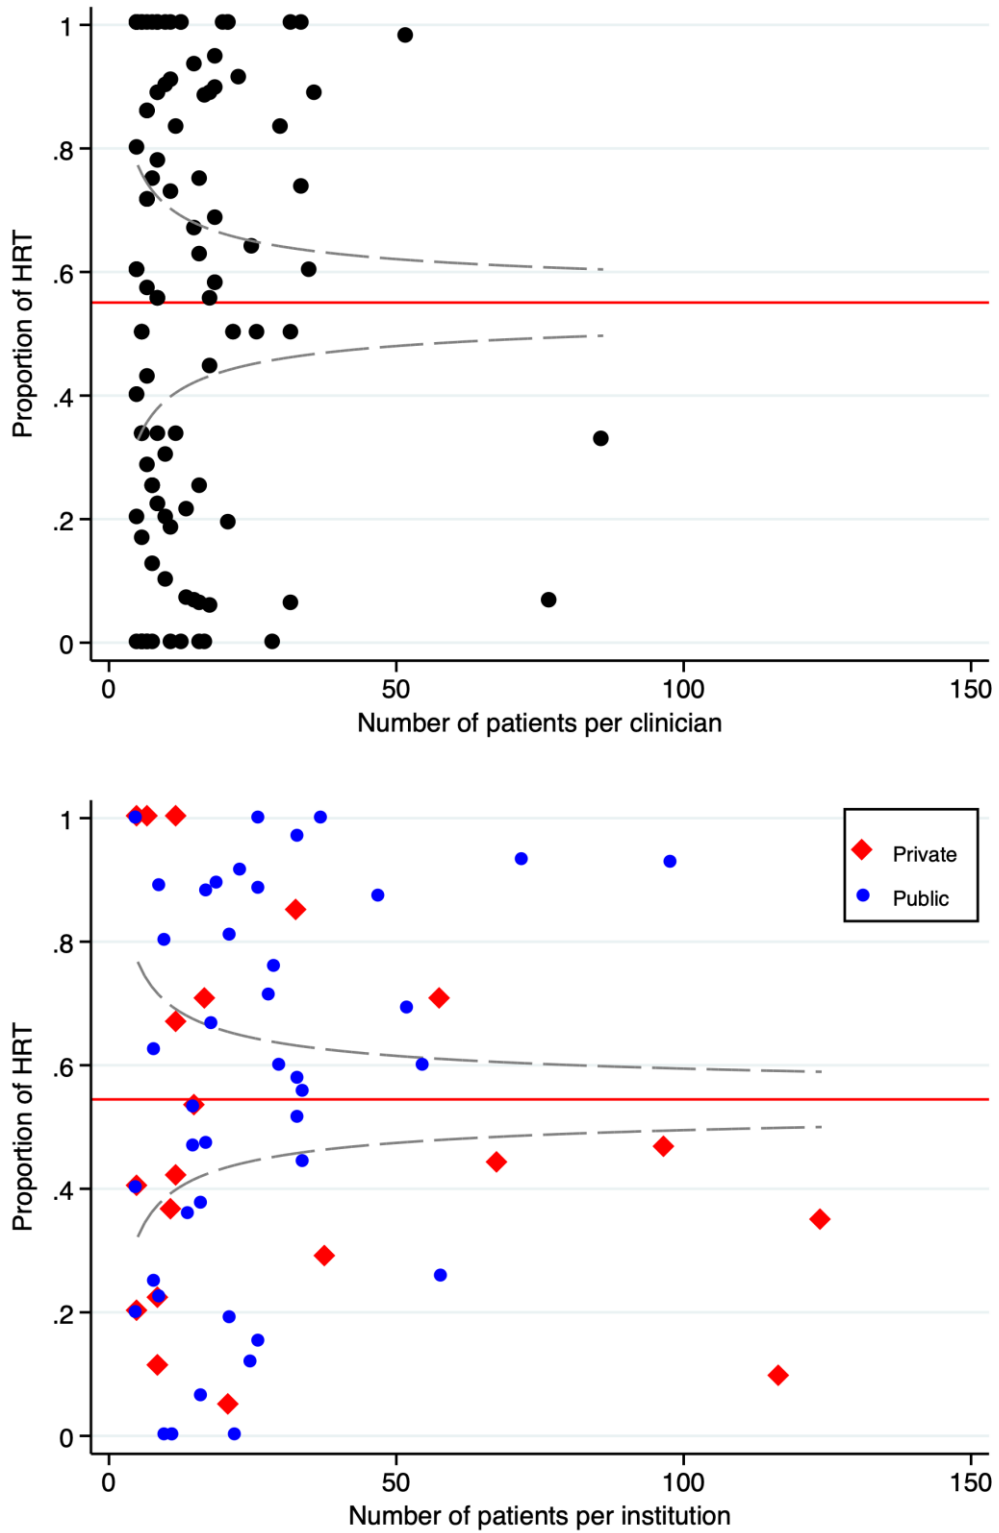 1
.8
.6
.4
.2
0
Proportion of HRT
0 50 100 150
Number of patients per clinician
1
.8
.6
.4
.2
0
Proportion of HRT
Private
Public
0 50 100 150
Number of patients per institution